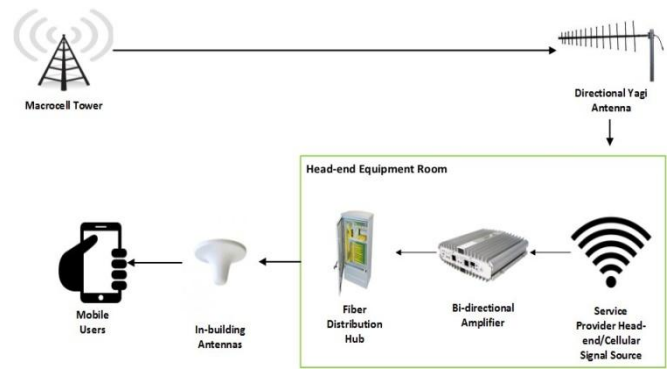 Macrocell Tower
Directional Yagi
Antenna
Head-end Equipment Room
Mobile
Users
In-building
Antennas
Fiber
Distribution
Hub
Bi-directional
Amplifier
Service
Provider Head-
end/Cellular
Signal Source